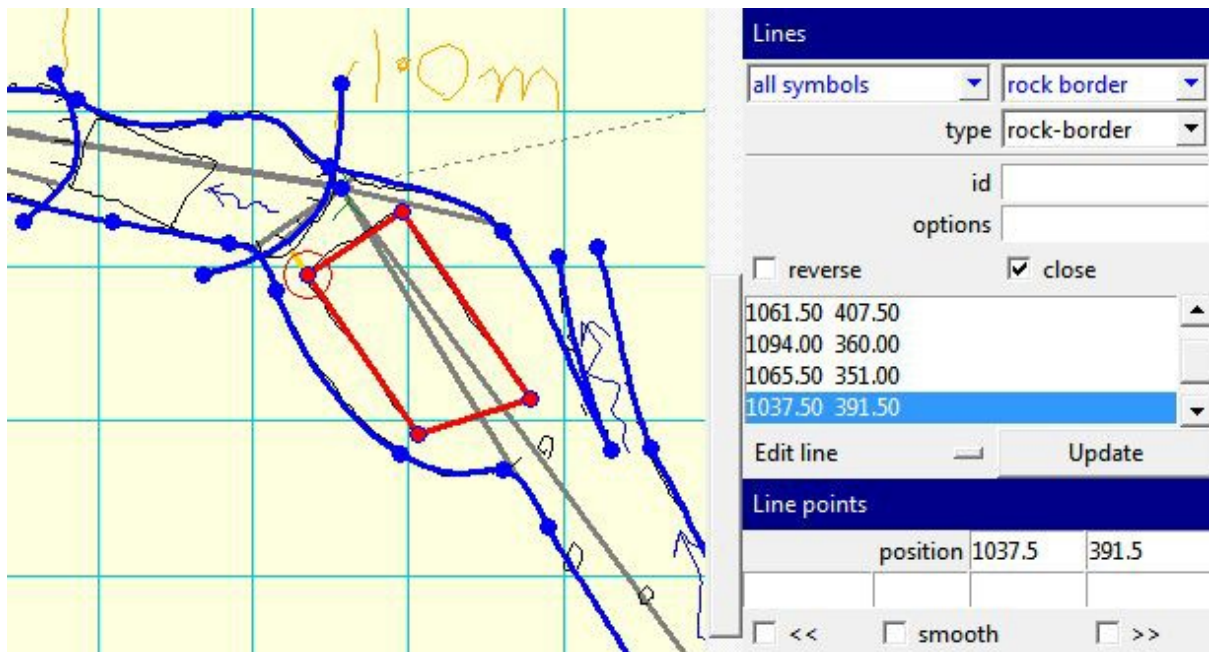 1.0m
Lines
all symbols rock border
type rock-border
id
options
reverse close
1061.50 407.50
1094.00 360.00
1065.50 351.00
1037.50 391.50
Edit line Update
Line points
position 1037.5 391.5
<< smooth >>